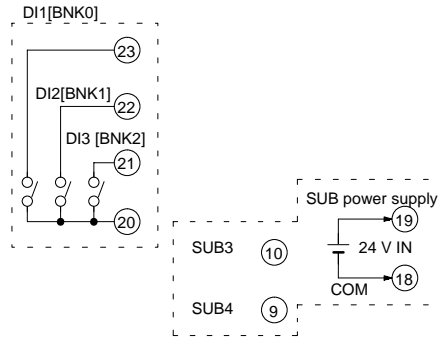 DI1[BNK0]
23
DI2[BNK1]
22
DI3 [BNK2]
21
20
SUB power supply
19
SUB3
10
24 V IN
18
COM
SUB4
9